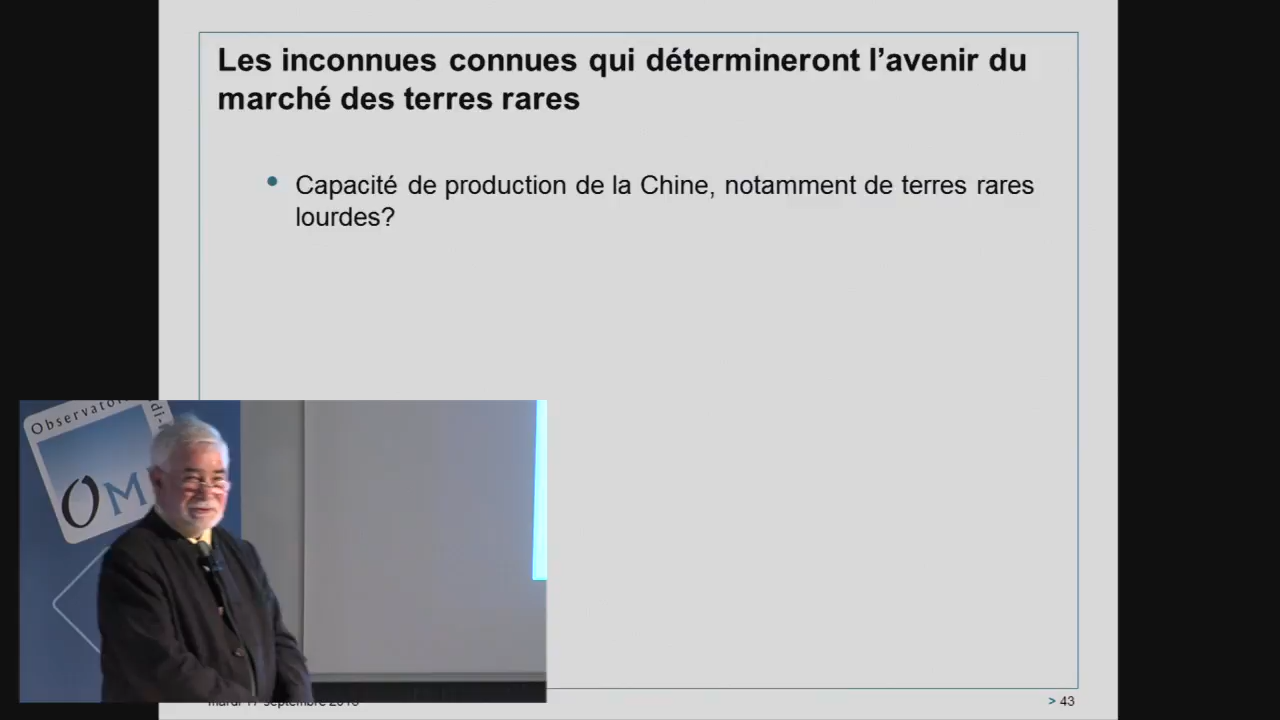 Les inconnues connues qui détermineront l’avenir du
marché des terres rares
• Capacité de production de la Chine, notamment de terres rares
lourdes?
Observato
OM
> 43